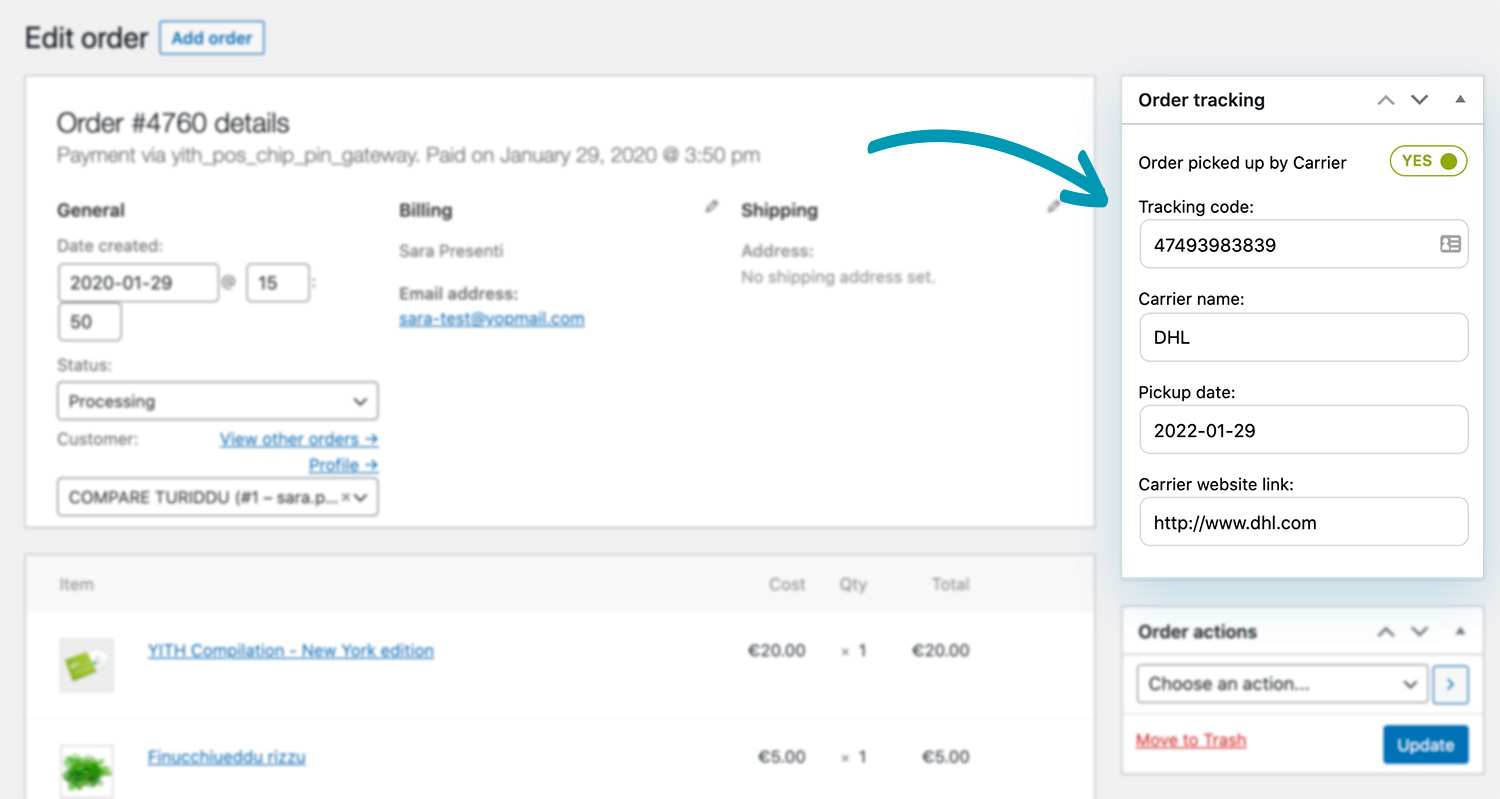 Edit order Add order
Order #4760 details
Payment via yith_pos_chip_pin_gateway. Paid on January 29, 2020 @ 3:50 pm
General
Date created:
2020-01-29 @ 15 :
50
Status:
Processing
Customer: View other orders →
Profile →
COMPARE TURIDDU (#1 – sara.p... ×
Billing
Sara Presenti
Email address:
sara-test@yopmail.com
Shipping
Address:
No shipping address set.
Item Cost Qty Total
YITH Compilation - New York edition €20.00 × 1 €20.00
Finucchiueddu rizzu €5.00 × 1 €5.00
Order tracking
Order picked up by Carrier YES
Tracking code:
47493983839
Carrier name:
DHL
Pickup date:
2022-01-29
Carrier website link:
http://www.dhl.com
Order actions
Choose an action...
Move to Trash Update